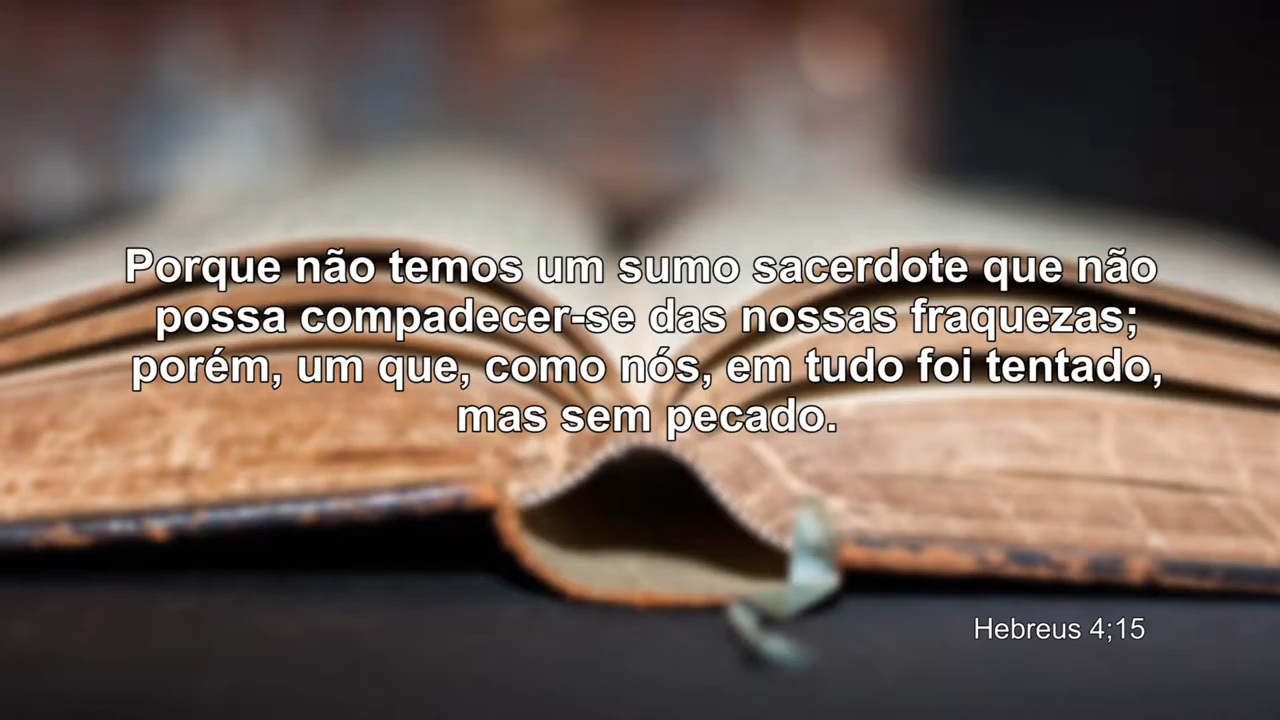 Porque não temos um sumo sacerdote que não
possa compadecer-se das nossas fraquezas;
porém, um que, como nós, em tudo foi tentado,
mas sem pecado.
Hebreus 4;15